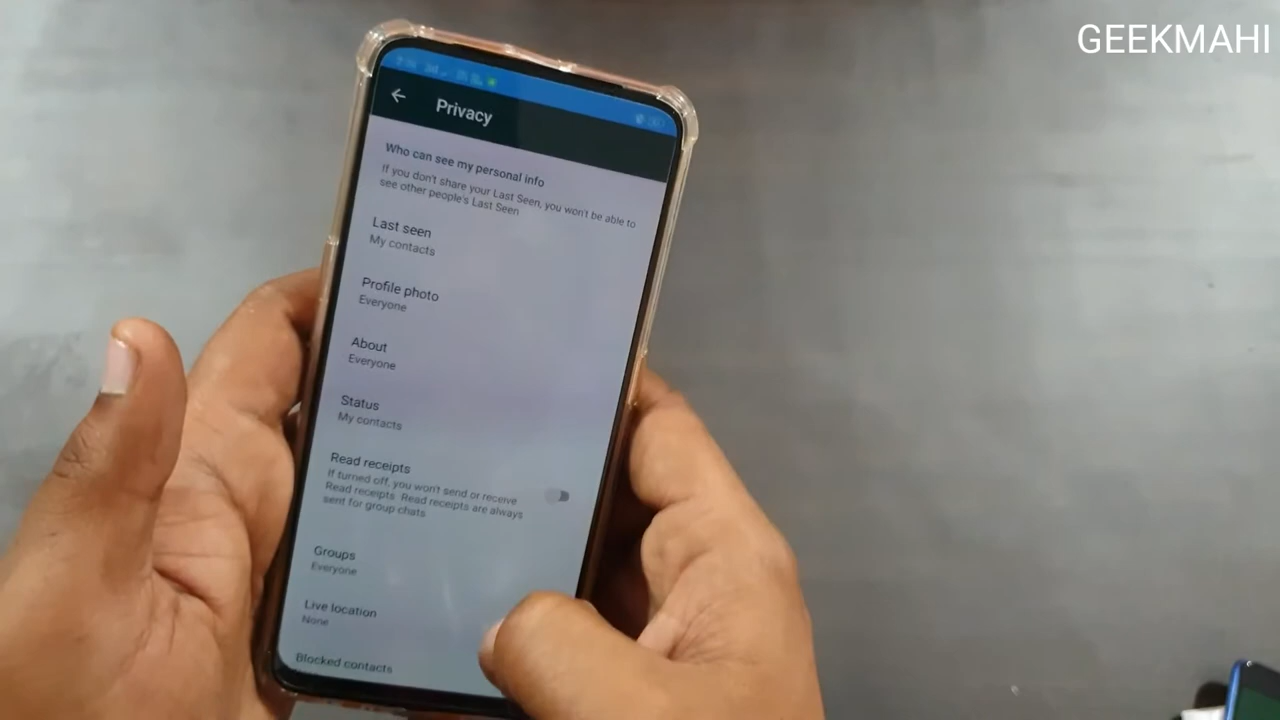 GEEKMAHI
Privacy
Who can see my personal info
If you don't share your Last Seen, you won't be able to
see other people's Last Seen
Last seen
My contacts
Profile photo
Everyone
About
Everyone
Status
My contacts
Read receipts
If turned off, you won't send or receive
Read receipts. Read receipts are always
sent for group chats
Groups
Everyone
Live location
None
Blocked contacts